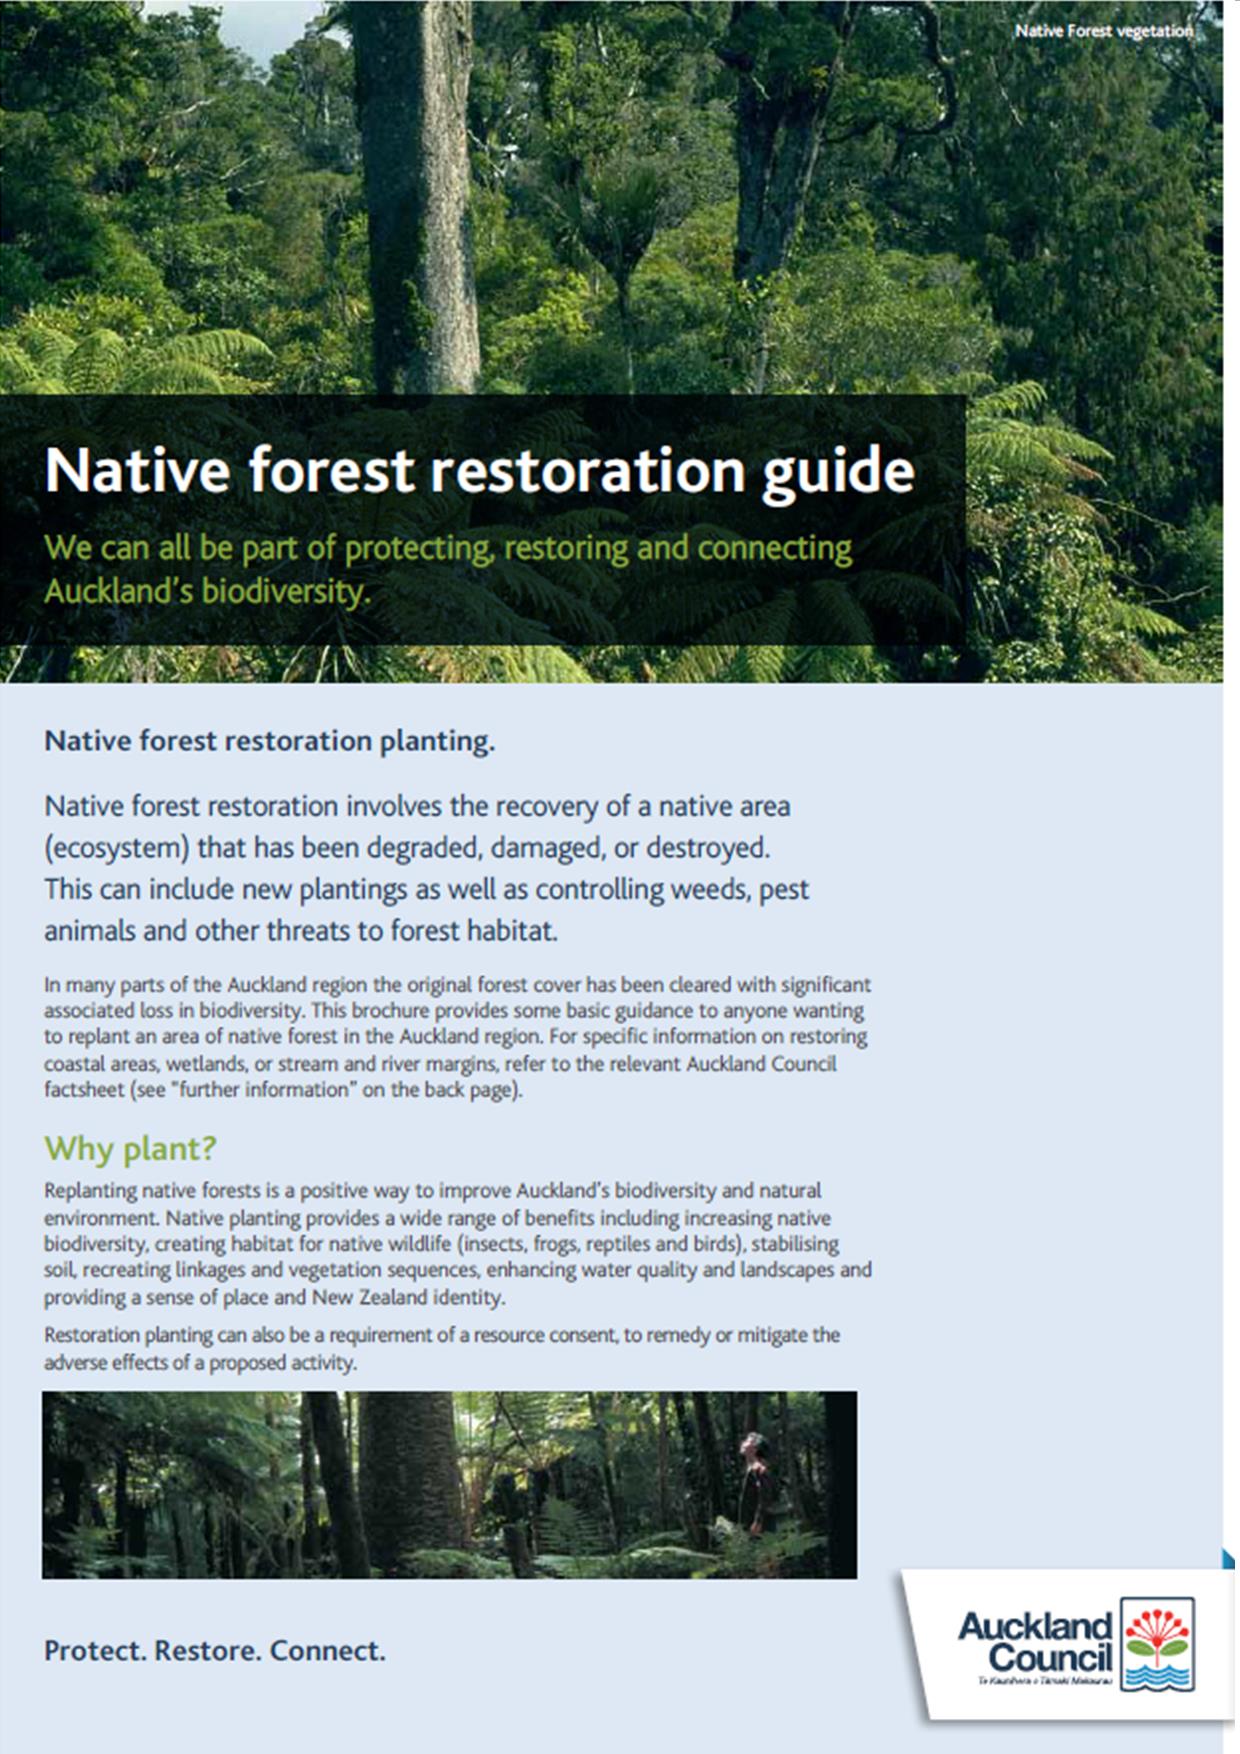 Native Forest vegetation
Native forest restoration guide
We can all be part of protecting, restoring and connecting
Auckland's biodiversity.
Native forest restoration planting.
Native forest restoration involves the recovery of a native area
(ecosystem) that has been degraded, damaged, or destroyed.
This can include new plantings as well as controlling weeds, pest
animals and other threats to forest habitat.
In many parts of the Auckland region the original forest cover has been cleared with significant
associated loss in biodiversity. This brochure provides some basic guidance to anyone wanting
to replant an area of native forest in the Auckland region. For specific information on restoring
coastal areas, wetlands, or stream and river margins, refer to the relevant Auckland Council
factsheet (see "further information" on the back page).
Why plant?
Replanting native forests is a positive way to improve Auckland's biodiversity and natural
environment. Native planting provides a wide range of benefits including increasing native
biodiversity, creating habitat for native wildlife (insects, frogs, reptiles and birds), stabilising
soil, recreating linkages and vegetation sequences, enhancing water quality and landscapes and
providing a sense of place and New Zealand identity.
Restoration planting can also be a requirement of a resource consent, to remedy or mitigate the
adverse effects of a proposed activity.
Protect. Restore. Connect.
Auckland
Council
Te Kaunihera o Tāmaki Makaurau